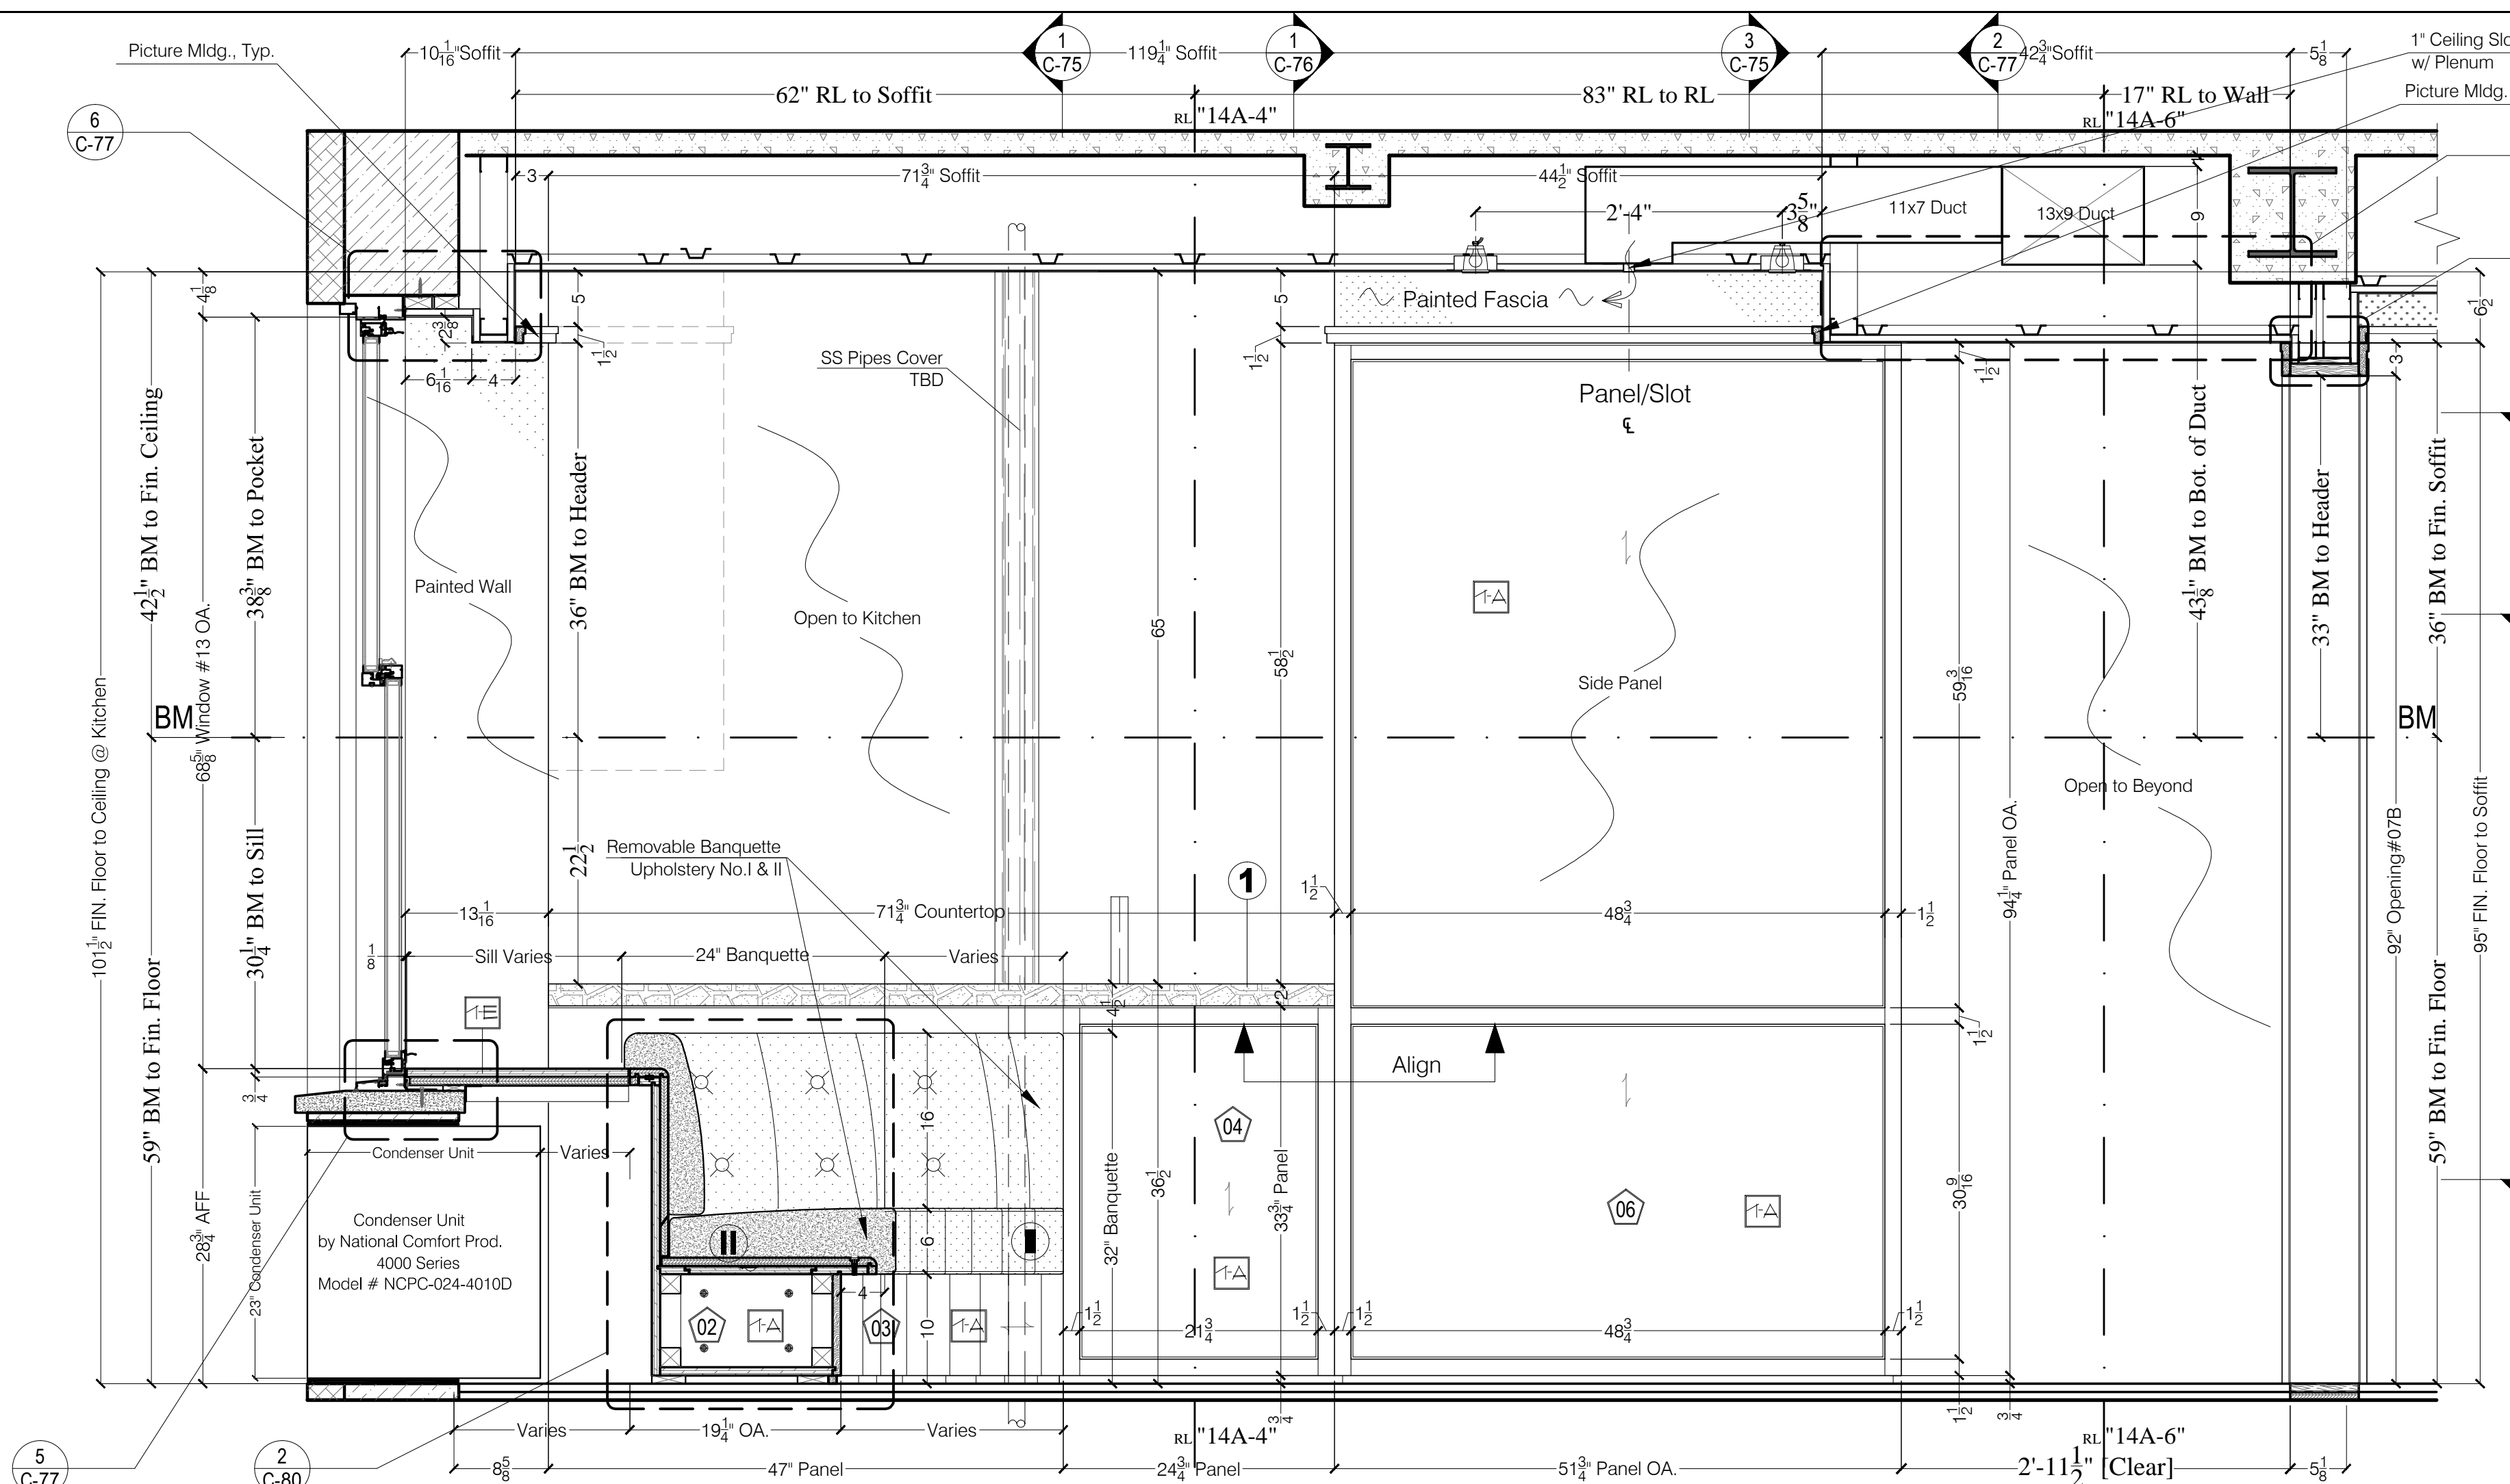 Picture Mldg., Typ.
10 1/16" Soffit
1
C-75
119 1/4" Soffit
1
C-76
3
C-75
2
C-77
42 3/4" Soffit
5 1/8
1" Ceiling Slo
w/ Plenum
Picture Mldg.
62" RL to Soffit
83" RL to RL
17" RL to Wall
RL "14A-4"
RL "14A-6"
6
C-77
3
71 3/4" Soffit
44 1/2" Soffit
2'-4"
3 5/8"
11x7 Duct
13x9 Duct
9
4 1/8
5
5
Painted Fascia
6 1/2
2 3/8
1 1/2
1 1/2
1 1/2
3
6 1/16
4
SS Pipes Cover
TBD
Panel/Slot
CL
42 1/2" BM to Fin. Ceiling
38 3/8" BM to Pocket
36" BM to Header
43 1/8" BM to Bot. of Duct
33" BM to Header
36" BM to Fin. Soffit
Painted Wall
Open to Kitchen
1-A
65
58 1/2
59 3/16
Side Panel
BM
BM
101 1/2" FIN. Floor to Ceiling @ Kitchen
68 5/8" Window #13 OA.
Open to Beyond
30 1/4" BM to Sill
22 1/2
Removable Banquette
Upholstery No.I & II
1
94 1/4" Panel OA.
92" Opening#07B
95" FIN. Floor to Soffit
13 1/16
71 3/4" Countertop
1 1/2
48 3/4
1 1/2
1/8
Sill Varies
24" Banquette
Varies
1-E
4 1/2
2
1 1/2
59" BM to Fin. Floor
59" BM to Fin. Floor
Align
3/4
16
04
Condenser Unit
Varies
28 3/4" AFF
23" Condenser Unit
Condenser Unit
by National Comfort Prod.
4000 Series
Model # NCPC-024-4010D
32" Banquette
36 1/2
33 3/4" Panel
30 9/16
06
1-A
II
6
I
1-A
4
02
1-A
03
1-A
10
1 1/2
21 3/4
1 1/2
1 1/2
48 3/4
1 1/2
Varies
19 1/4" OA.
Varies
3/4
1 1/2
3/4
RL "14A-4"
RL "14A-6"
5
C-77
2
C-80
8 5/8
47" Panel
24 3/4" Panel
51 3/4" Panel OA.
2'-11 1/2" [Clear]
5 1/8